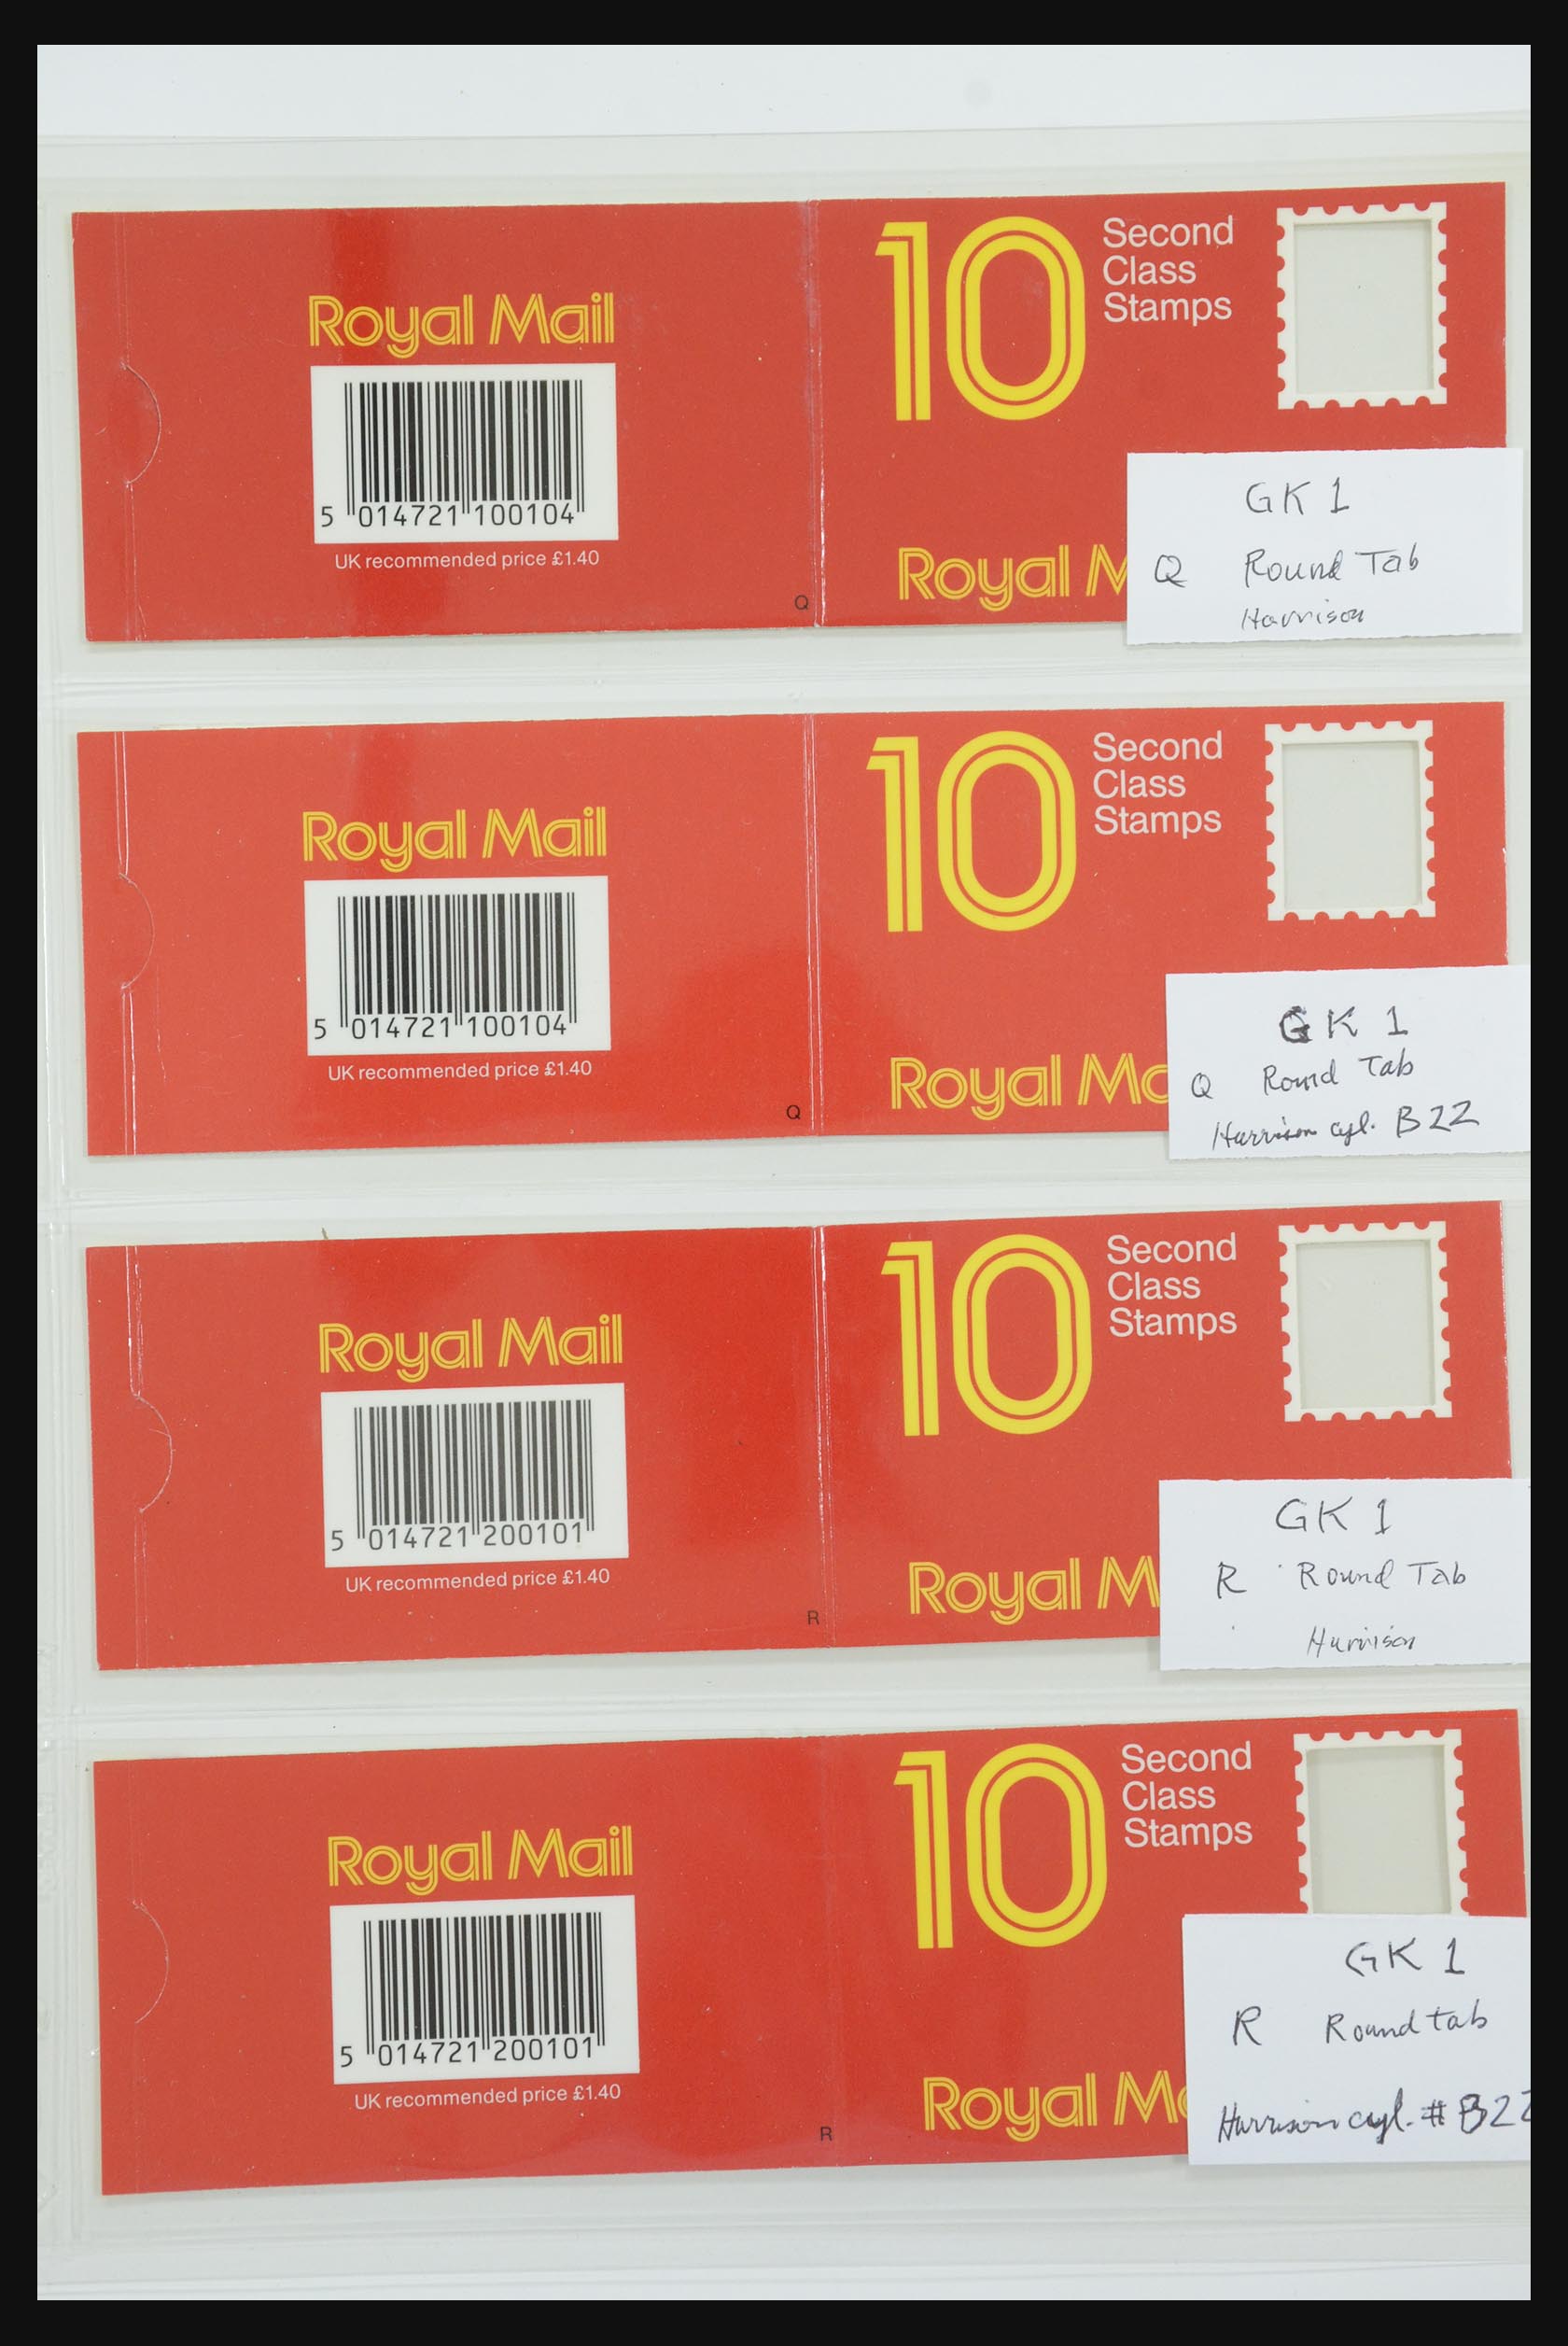 Royal Mail
5 014721 100104
UK recommended price £1.40
Q
10
Second
Class
Stamps
Royal M
GK 1
Q Round Tab
Harrison
Royal Mail
5 014721 100104
UK recommended price £1.40
Q
10
Second
Class
Stamps
Royal Ma
GK 1
Q Round Tab
Harrison cyl. B22
Royal Mail
5 014721 200101
UK recommended price £1.40
R
10
Second
Class
Stamps
Royal M
GK 1
R Round Tab
Harrison
Royal Mail
5 014721 200101
UK recommended price £1.40
R
10
Second
Class
Stamps
Royal Ma
GK 1
R Round tab
Harrison cyl. # B22